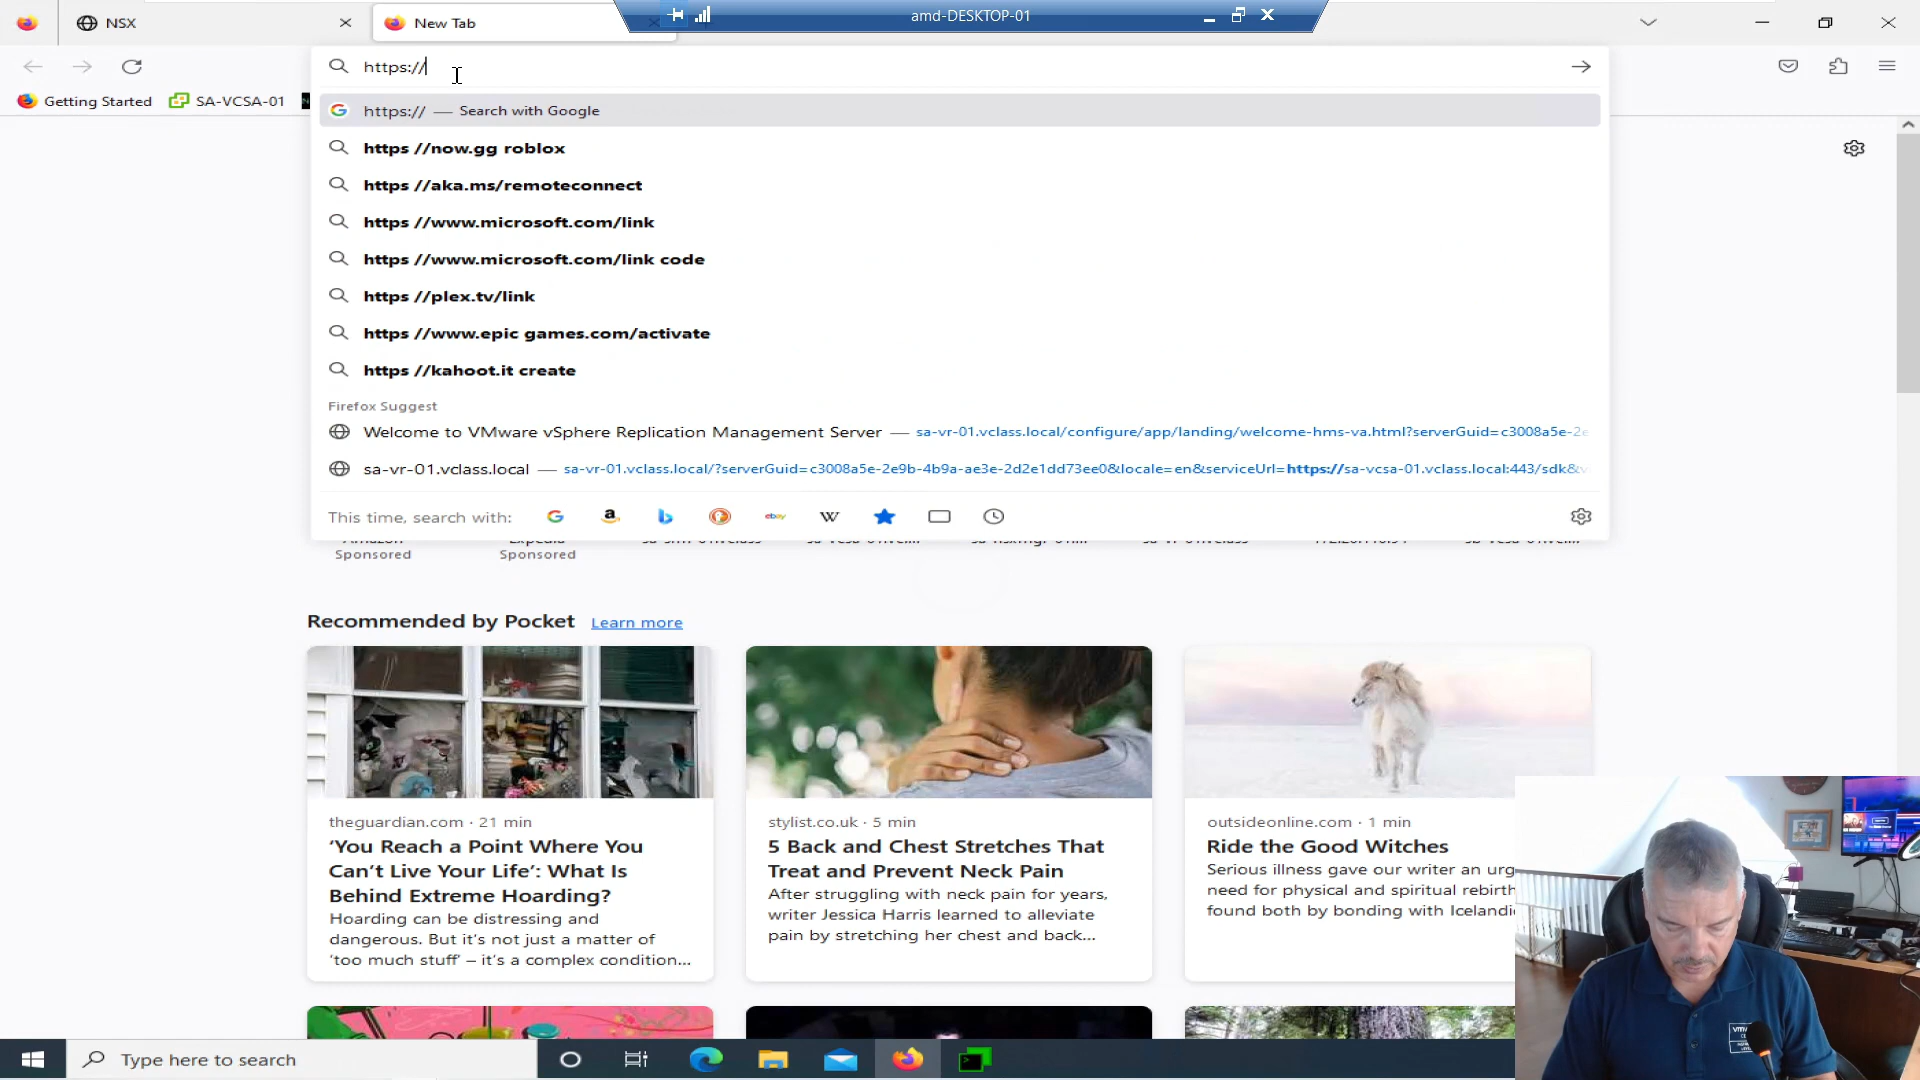 NSX
New Tab
amd-DESKTOP-01
https://
Getting Started
SA-VCSA-01
https:// — Search with Google
https //now.gg roblox
https //aka.ms/remoteconnect
https //www.microsoft.com/link
https //www.microsoft.com/link code
https //plex.tv/link
https //www.epic games.com/activate
https //kahoot.it create
Firefox Suggest
Welcome to VMware vSphere Replication Management Server — sa-vr-01.vclass.local/configure/app/landing/welcome-hms-va.html?serverGuid=c3008a5e-2e
sa-vr-01.vclass.local — sa-vr-01.vclass.local/?serverGuid=c3008a5e-2e9b-4b9a-ae3e-2d2e1dd73ee0&locale=en&serviceUrl=https://sa-vcsa-01.vclass.local:443/sdk&
This time, search with:
Sponsored
Sponsored
Recommended by Pocket Learn more
theguardian.com · 21 min
‘You Reach a Point Where You
Can’t Live Your Life’: What Is
Behind Extreme Hoarding?
Hoarding can be distressing and
dangerous. But it’s not just a matter of
‘too much stuff’ – it’s a complex condition...
stylist.co.uk · 5 min
5 Back and Chest Stretches That
Treat and Prevent Neck Pain
After struggling with neck pain for years,
writer Jessica Harris learned to alleviate
pain by stretching her chest and back...
outsideonline.com · 1 min
Ride the Good Witches
Serious illness gave our writer an urg
need for physical and spiritual rebirth
found both by bonding with Icelandi
Type here to search